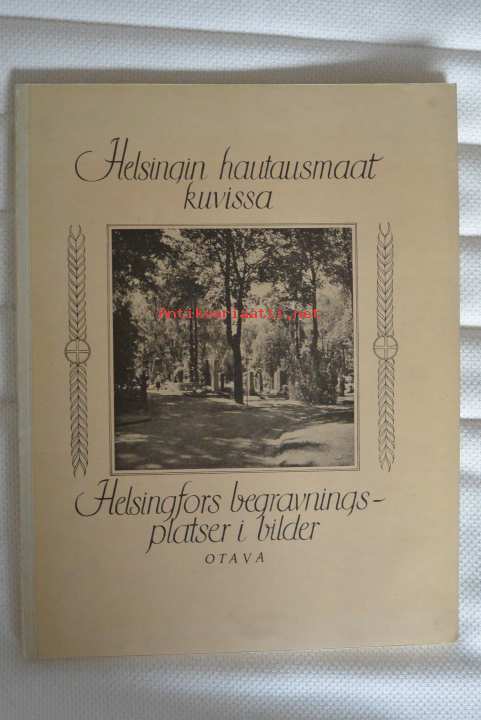 Helsingin hautausmaat
kuvissa
Antikvariaatti.net
Helsingfors begravnings-
platser i bilder
OTAVA